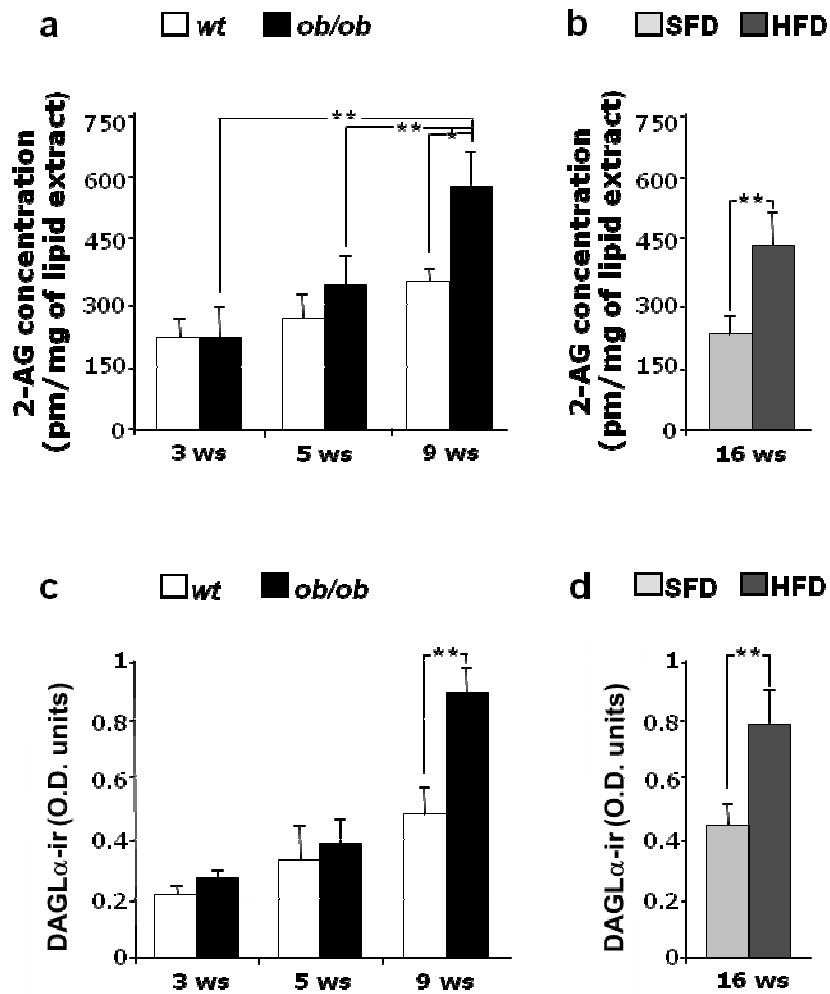 a
wt ob/ob
b
SFD HFD
2-AG concentration
(pm/mg of lipid extract)
750
600
450
300
150
0
**
**
*
3 ws 5 ws 9 ws
2-AG concentration
(pm/mg of lipid extract)
750
600
450
300
150
0
**
16 ws
c
wt ob/ob
d
SFD HFD
DAGLα-ir (O.D. units)
1
0.8
0.6
0.4
0.2
0
**
3 ws 5 ws 9 ws
DAGLα-ir (O.D. units)
1
0.8
0.6
0.4
0.2
0
**
16 ws